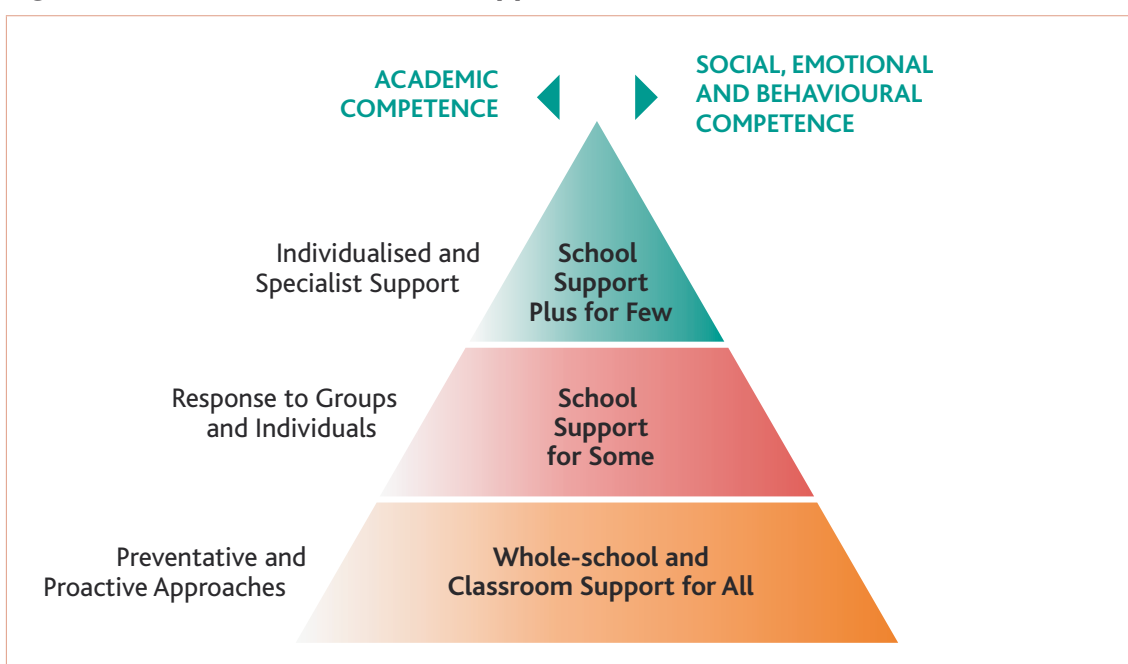 ACADEMIC
COMPETENCE
SOCIAL, EMOTIONAL
AND BEHAVIOURAL
COMPETENCE
Individualised and
Specialist Support
School
Support
Plus for Few
Response to Groups
and Individuals
School
Support
for Some
Preventative and
Proactive Approaches
Whole-school and
Classroom Support for All